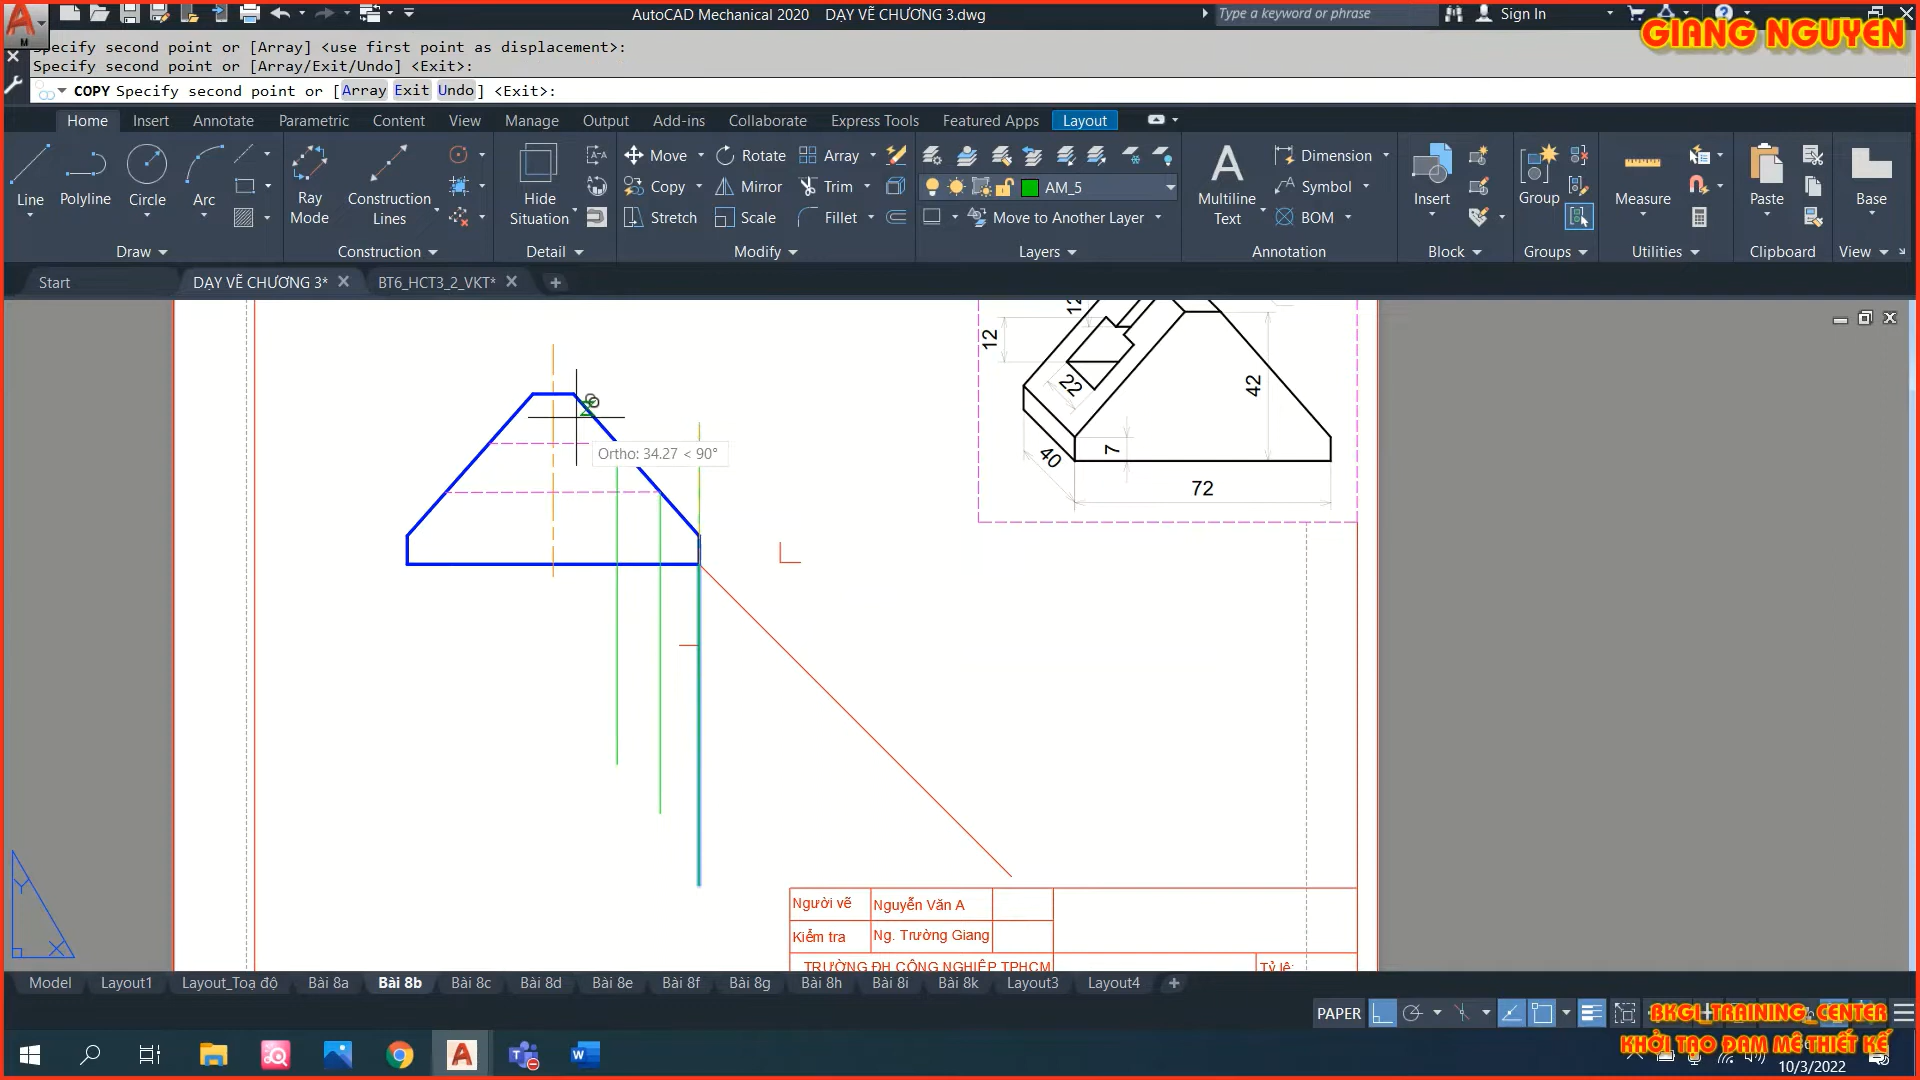 AutoCAD Mechanical 2020 DẠY VẼ CHƯƠNG 3.dwg
Type a keyword or phrase
Sign In
GIANG NGUYEN
Specify second point or [Array] <use first point as displacement>:
Specify second point or [Array/Exit/Undo] <Exit>:
COPY Specify second point or [Array Exit Undo] <Exit>:
Home Insert Annotate Parametric Content View Manage Output Add-ins Collaborate Express Tools Featured Apps Layout
Line
Polyline
Circle
Arc
Draw
Ray Mode
Construction Lines
Construction
Hide Situation
Detail
Move
Rotate
Array
Copy
Mirror
Trim
Stretch
Scale
Fillet
Modify
AM_5
Move to Another Layer
Layers
Multiline Text
Dimension
Symbol
BOM
Annotation
Insert
Block
Group
Groups
Measure
Utilities
Paste
Clipboard
Base
View
Start
DẠY VẼ CHƯƠNG 3*
BT6_HCT3_2_VKT*
Ortho: 34.27 < 90°
12
12
22
42
40
7
72
Y
X
Người vẽ
Nguyễn Văn A
Kiểm tra
Ng. Trường Giang
TRƯỜNG ĐH CÔNG NGHIỆP TPHCM
Tỷ lệ:
Model Layout1 Layout_Toạ độ Bài 8a Bài 8b Bài 8c Bài 8d Bài 8e Bài 8f Bài 8g Bài 8h Bài 8i Bài 8k Layout3 Layout4
PAPER
BKGI_TRAINING_CENTER
KHỞI TẠO ĐAM MÊ THIẾT KẾ
10/3/2022